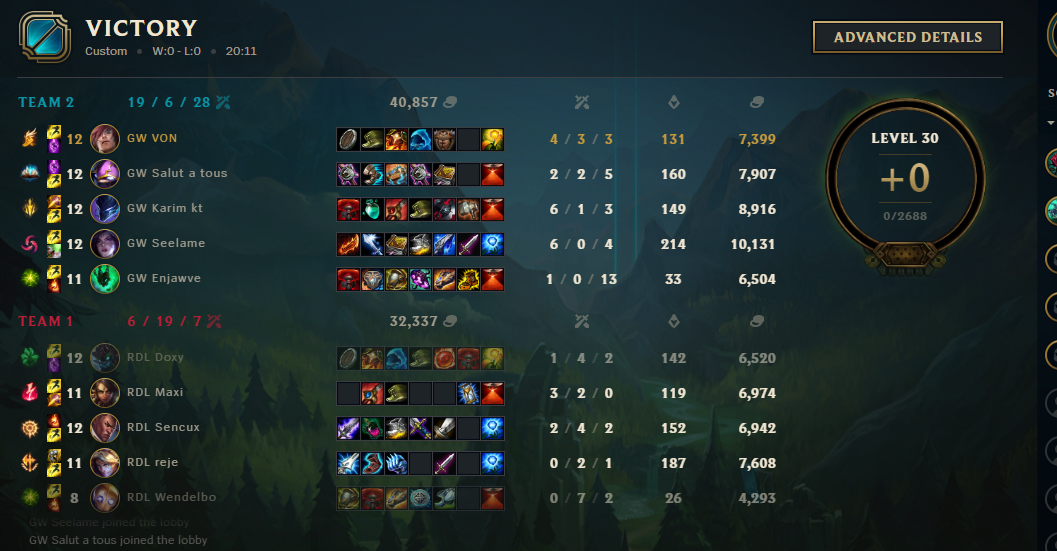 VICTORY
Custom • W:0 - L:0 • 20:11
ADVANCED DETAILS
TEAM 2 19 / 6 / 28 40,857
12 GW VON 4 / 3 / 3 131 7,399
12 GW Salut a tous 2 / 2 / 5 160 7,907
12 GW Karim kt 6 / 1 / 3 149 8,916
12 GW Seelame 6 / 0 / 4 214 10,131
11 GW Enjawve 1 / 0 / 13 33 6,504
LEVEL 30
+0
0/2688
TEAM 1 6 / 19 / 7 32,337
12 RDL Doxy 1 / 4 / 2 142 6,520
11 RDL Maxi 3 / 2 / 0 119 6,974
12 RDL Sencux 2 / 4 / 2 152 6,942
11 RDL reje 0 / 2 / 1 187 7,608
8 RDL Wendelbo 0 / 7 / 2 26 4,293
GW Seelame joined the lobby
GW Salut a tous joined the lobby